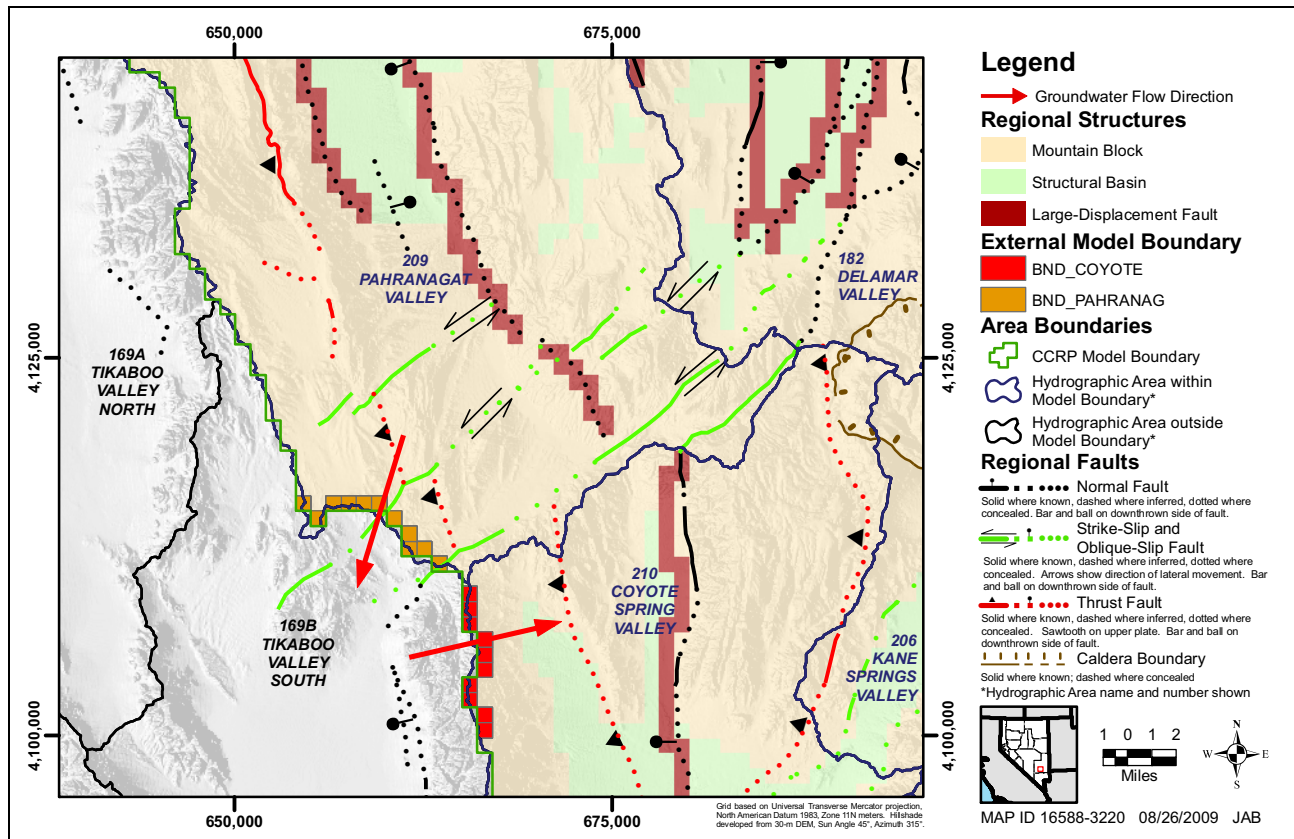 650,000
675,000
4,125,000
4,100,000
209
PAHRANAGAT
VALLEY
182
DELAMAR
VALLEY
169A
TIKABOO
VALLEY
NORTH
210
COYOTE
SPRING
VALLEY
169B
TIKABOO
VALLEY
SOUTH
206
KANE
SPRINGS
VALLEY
4,125,000
4,100,000
650,000
675,000
Grid based on Universal Transverse Mercator projection,
North American Datum 1983, Zone 11N meters. Hillshade
developed from 30-m DEM, Sun Angle 45°, Azimuth 315°.
Legend
Groundwater Flow Direction
Regional Structures
Mountain Block
Structural Basin
Large-Displacement Fault
External Model Boundary
BND_COYOTE
BND_PAHRANAG
Area Boundaries
CCRP Model Boundary
Hydrographic Area within
Model Boundary*
Hydrographic Area outside
Model Boundary*
Regional Faults
Normal Fault
Solid where known, dashed where inferred, dotted where
concealed. Bar and ball on downthrown side of fault.
Strike-Slip and
Oblique-Slip Fault
Solid where known, dashed where inferred, dotted where
concealed. Arrows show direction of lateral movement. Bar
and ball on downthrown side of fault.
Thrust Fault
Solid where known, dashed where inferred, dotted where
concealed. Sawtooth on upper plate. Bar and ball on
downthrown side of fault.
Caldera Boundary
Solid where known; dashed where concealed
*Hydrographic Area name and number shown
1 0 1 2
Miles
N
W E
S
MAP ID 16588-3220 08/26/2009 JAB